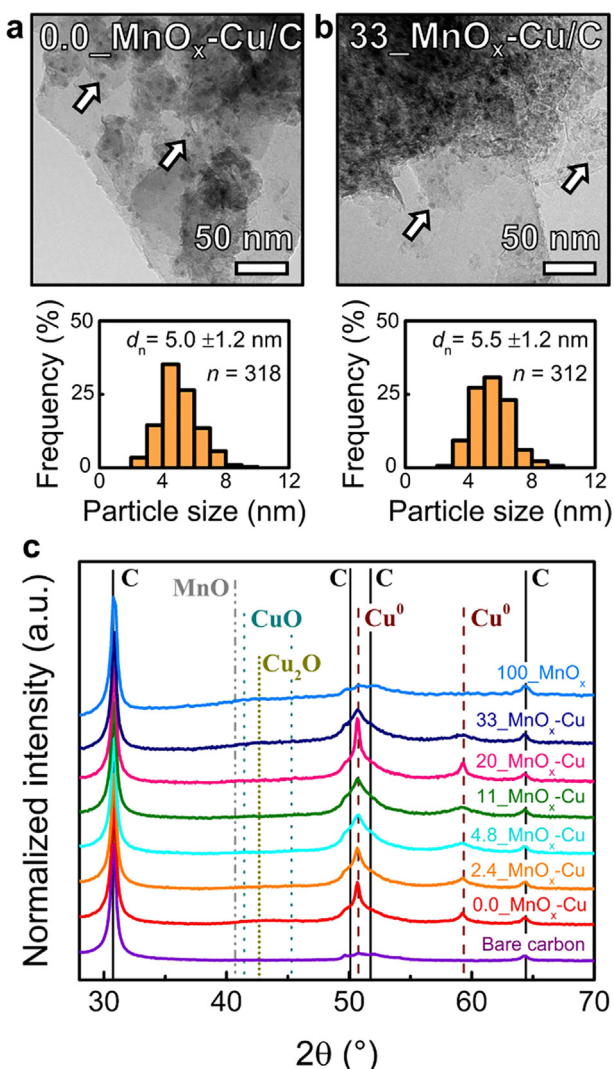 a
0.0_MnOx-Cu/C
50 nm
b
33_MnOx-Cu/C
50 nm
Frequency (%)
50
25
0
dn = 5.0 ±1.2 nm
n = 318
0 4 8 12
Particle size (nm)
Frequency (%)
50
25
0
dn = 5.5 ±1.2 nm
n = 312
0 4 8 12
Particle size (nm)
c
Normalized intensity (a.u.)
C
MnO
CuO
Cu2O
C
C
Cu0
Cu0
C
100_MnOx
33_MnOx-Cu
20_MnOx-Cu
11_MnOx-Cu
4.8_MnOx-Cu
2.4_MnOx-Cu
0.0_MnOx-Cu
Bare carbon
30 40 50 60 70
2θ (°)